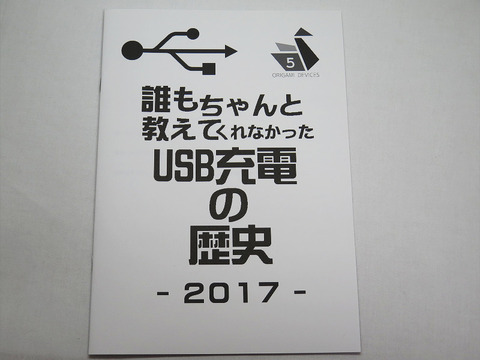 5
ORIGAMI DEVICES
誰もちゃんと
教えてくれなかった
USB充電
の
歴史
- 2017 -